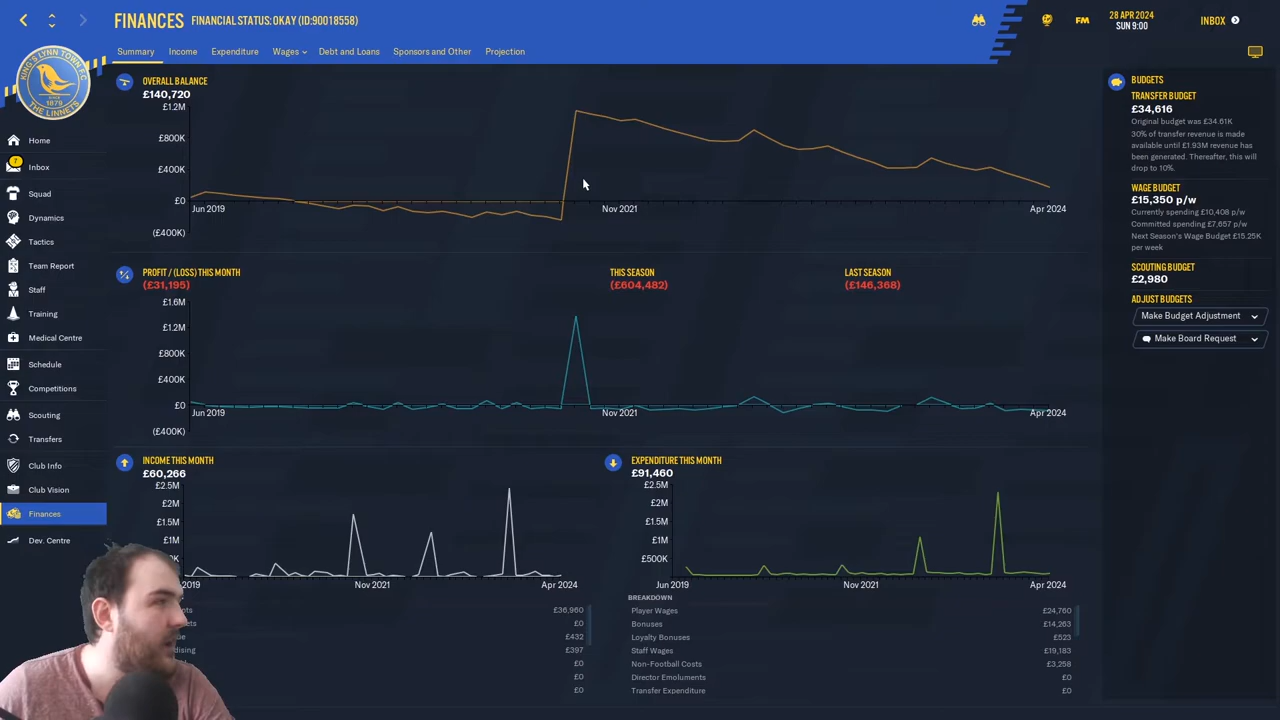 FINANCES FINANCIAL STATUS: OKAY (ID:90018558)
28 APR 2024
SUN 9:00
INBOX
FM
Summary Income Expenditure Wages Debt and Loans Sponsors and Other Projection
KING'S LYNN TOWN F.C
SINCE
1879
THE LINNETS
Home
7
Inbox
Squad
Dynamics
Tactics
Team Report
Staff
Training
Medical Centre
Schedule
Competitions
Scouting
Transfers
Club Info
Club Vision
Finances
Dev. Centre
OVERALL BALANCE
£140,720
£1.2M
£800K
£400K
£0
(£400K)
Jun 2019 Nov 2021 Apr 2024
PROFIT / (LOSS) THIS MONTH
(£31,195)
THIS SEASON
(£604,482)
LAST SEASON
(£146,368)
£1.6M
£1.2M
£800K
£400K
£0
(£400K)
Jun 2019 Nov 2021 Apr 2024
INCOME THIS MONTH
£60,266
£2.5M
£2M
£1.5M
£1M
2019 Nov 2021 Apr 2024
£36,960
£0
£432
£397
£0
£0
£0
EXPENDITURE THIS MONTH
£91,460
£2.5M
£2M
£1.5M
£1M
£500K
Jun 2019 Nov 2021 Apr 2024
BREAKDOWN
Player Wages £24,760
Bonuses £14,263
Loyalty Bonuses £523
Staff Wages £19,183
Non-Football Costs £3,258
Director Emoluments £0
Transfer Expenditure £0
BUDGETS
TRANSFER BUDGET
£34,616
Original budget was £34.61K
30% of transfer revenue is made
available until £1.93M revenue has
been generated. Thereafter, this will
drop to 10%.
WAGE BUDGET
£15,350 p/w
Currently spending £10,408 p/w
Committed spending £7,657 p/w
Next Season's Wage Budget £15.25K
per week
SCOUTING BUDGET
£2,980
ADJUST BUDGETS
Make Budget Adjustment
Make Board Request